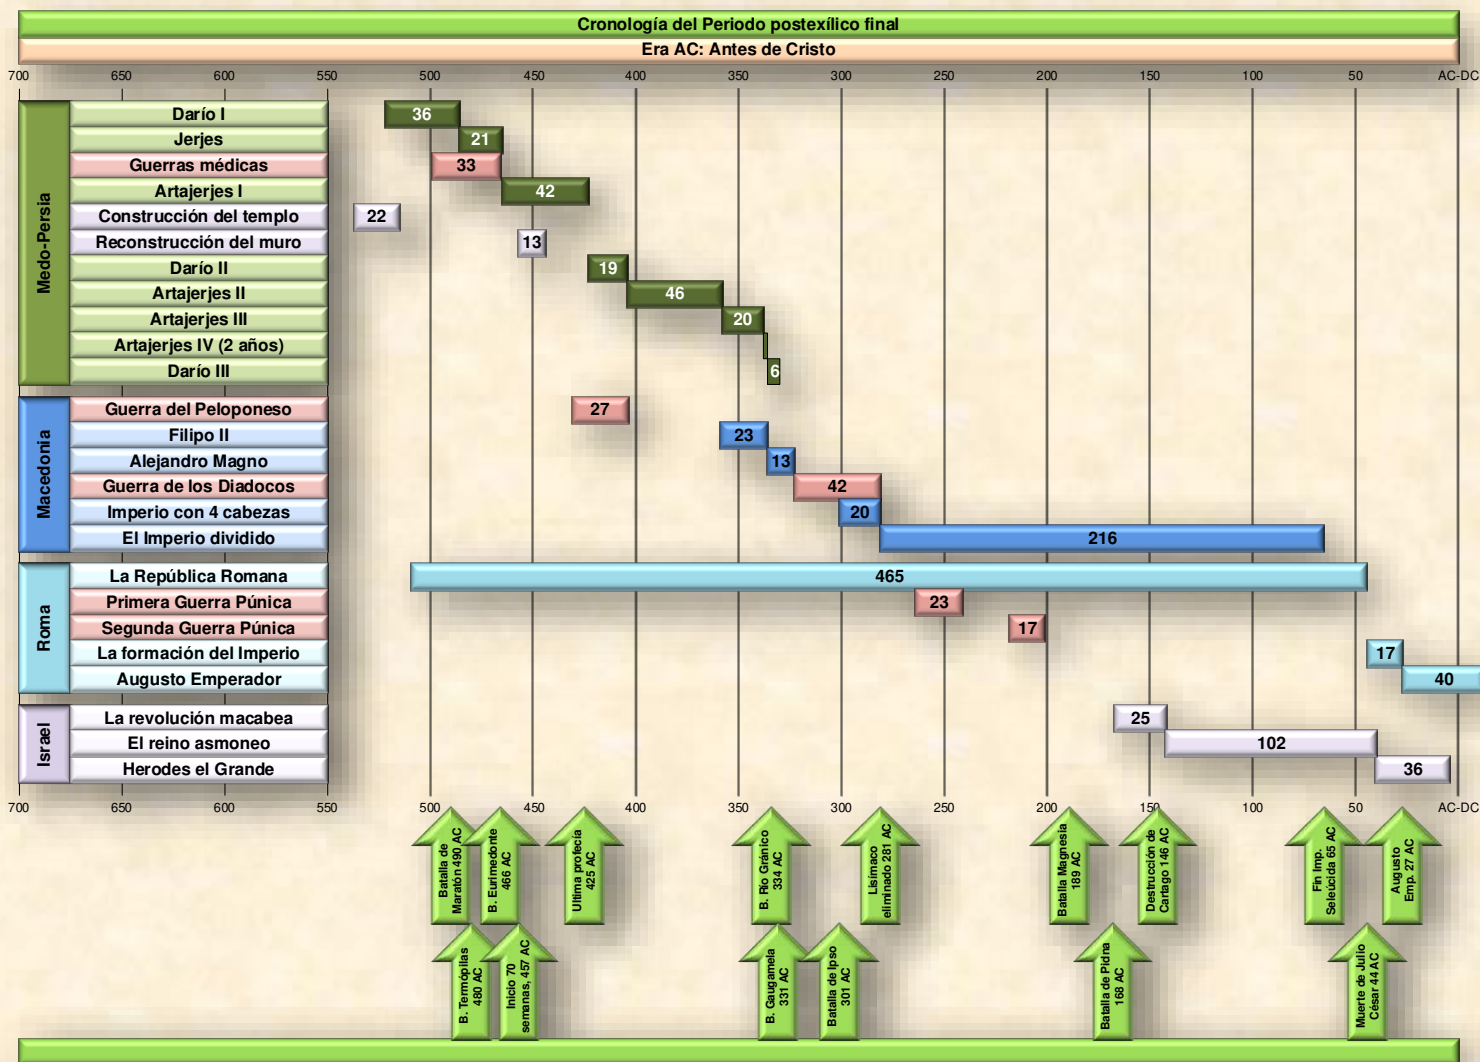 Cronología del Periodo postexílico final
Era AC: Antes de Cristo
700 650 600 550 500 450 400 350 300 250 200 150 100 50 AC-DC
Medo-Persia
Darío I 36
Jerjes 21
Guerras médicas 33
Artajerjes I 42
Construcción del templo 22
Reconstrucción del muro 13
Darío II 19
Artajerjes II 46
Artajerjes III 20
Artajerjes IV (2 años)
Darío III 6
Macedonia
Guerra del Peloponeso 27
Filipo II 23
Alejandro Magno 13
Guerra de los Diadocos 42
Imperio con 4 cabezas 20
El Imperio dividido 216
Roma
La República Romana 465
Primera Guerra Púnica 23
Segunda Guerra Púnica 17
La formación del Imperio 17
Augusto Emperador 40
Israel
La revolución macabea 25
El reino asmoneo 102
Herodes el Grande 36
700 650 600 550 500 450 400 350 300 250 200 150 100 50 AC-DC
Batalla de
Maratón 490 AC
B. Eurimedonte
466 AC
Ultima profecía
425 AC
B. Río Gránico
334 AC
Lisímaco
eliminado 281 AC
Batalla Magnesia
189 AC
Destrucción de
Cartago 146 AC
Fin Imp.
Seleúcida 65 AC
Augusto
Emp. 27 AC
B. Termópilas
480 AC
Inicio 70
semanas, 457 AC
B. Gaugamela
331 AC
Batalla de Ipso
301 AC
Batalla de Pidna
168 AC
Muerte de Julio
César 44 AC